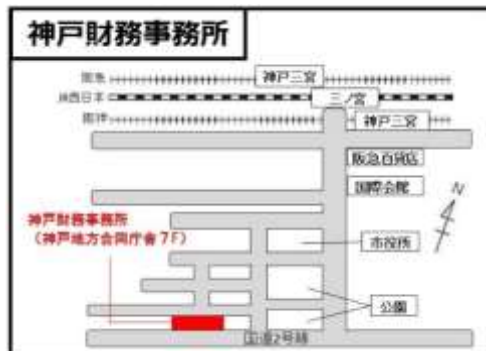 神戸財務事務所
阪急
神戸三宮
JR西日本
三ノ宮
阪神
神戸三宮
阪急百貨店
国際会館
N
神戸財務事務所
（神戸地方合同庁舎7F）
市役所
公園
国道2号線